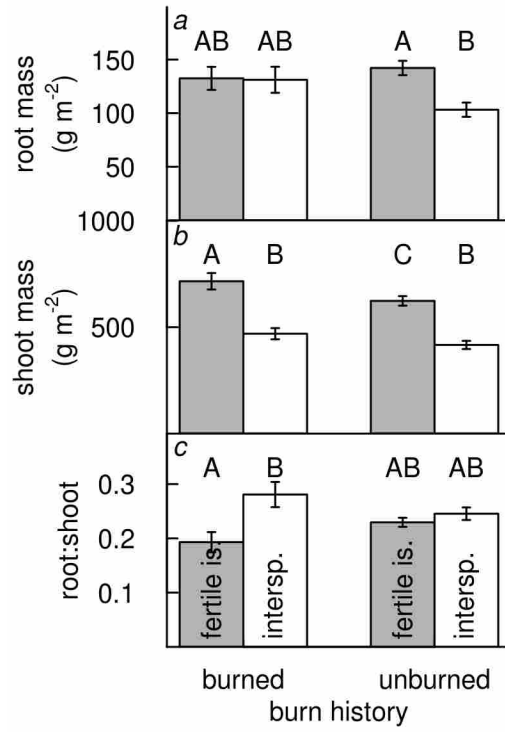 a
AB AB A B
root mass
(g m⁻²)
150
100
50
b
A B C B
shoot mass
(g m⁻²)
1000
500
c
A B AB AB
root:shoot
0.3
0.2
0.1
fertile is.
intersp.
fertile is.
intersp.
burned unburned
burn history